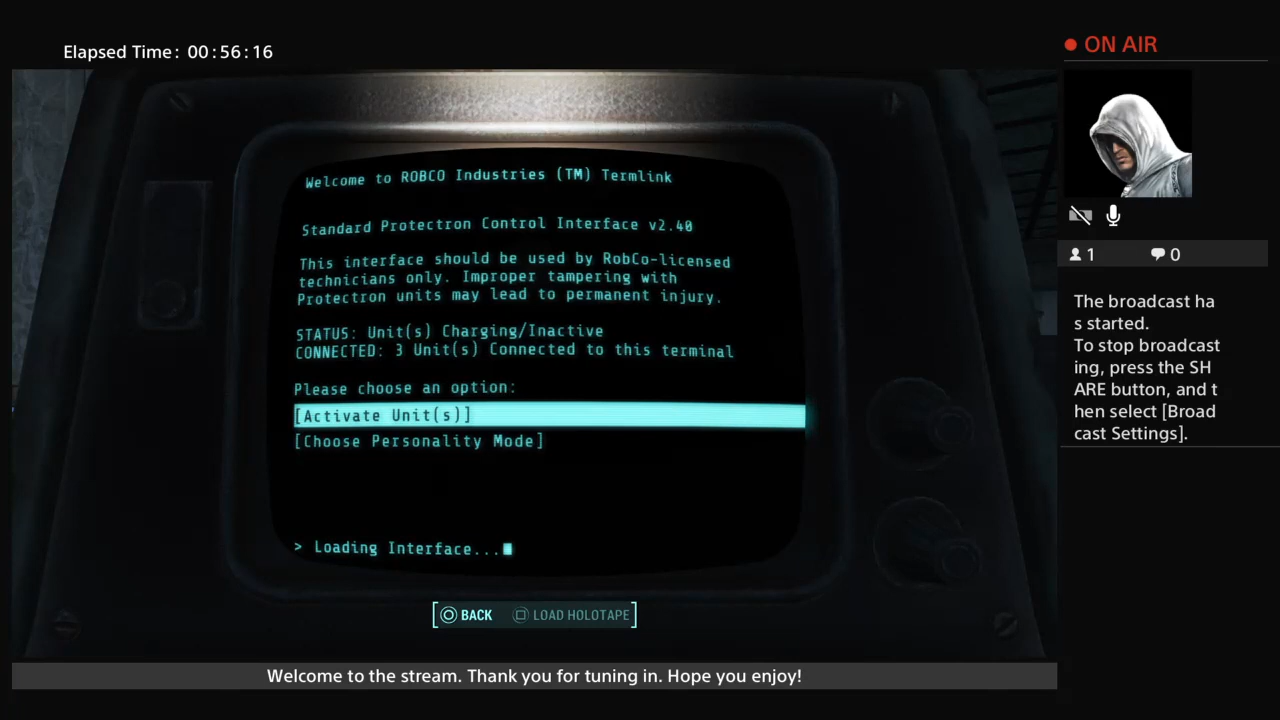 Elapsed Time: 00:56:16
ON AIR
Welcome to ROBCO Industries (TM) Termlink
Standard Protectron Control Interface v2.40
This interface should be used by RobCo-licensed
technicians only. Improper tampering with
Protectron units may lead to permanent injury.
STATUS: Unit(s) Charging/Inactive
CONNECTED: 3 Unit(s) Connected to this terminal
Please choose an option:
[Activate Unit(s)]
[Choose Personality Mode]
> Loading Interface...
BACK LOAD HOLOTAPE
1 0
The broadcast ha
s started.
To stop broadcast
ing, press the SH
ARE button, and t
hen select [Broad
cast Settings].
Welcome to the stream. Thank you for tuning in. Hope you enjoy!